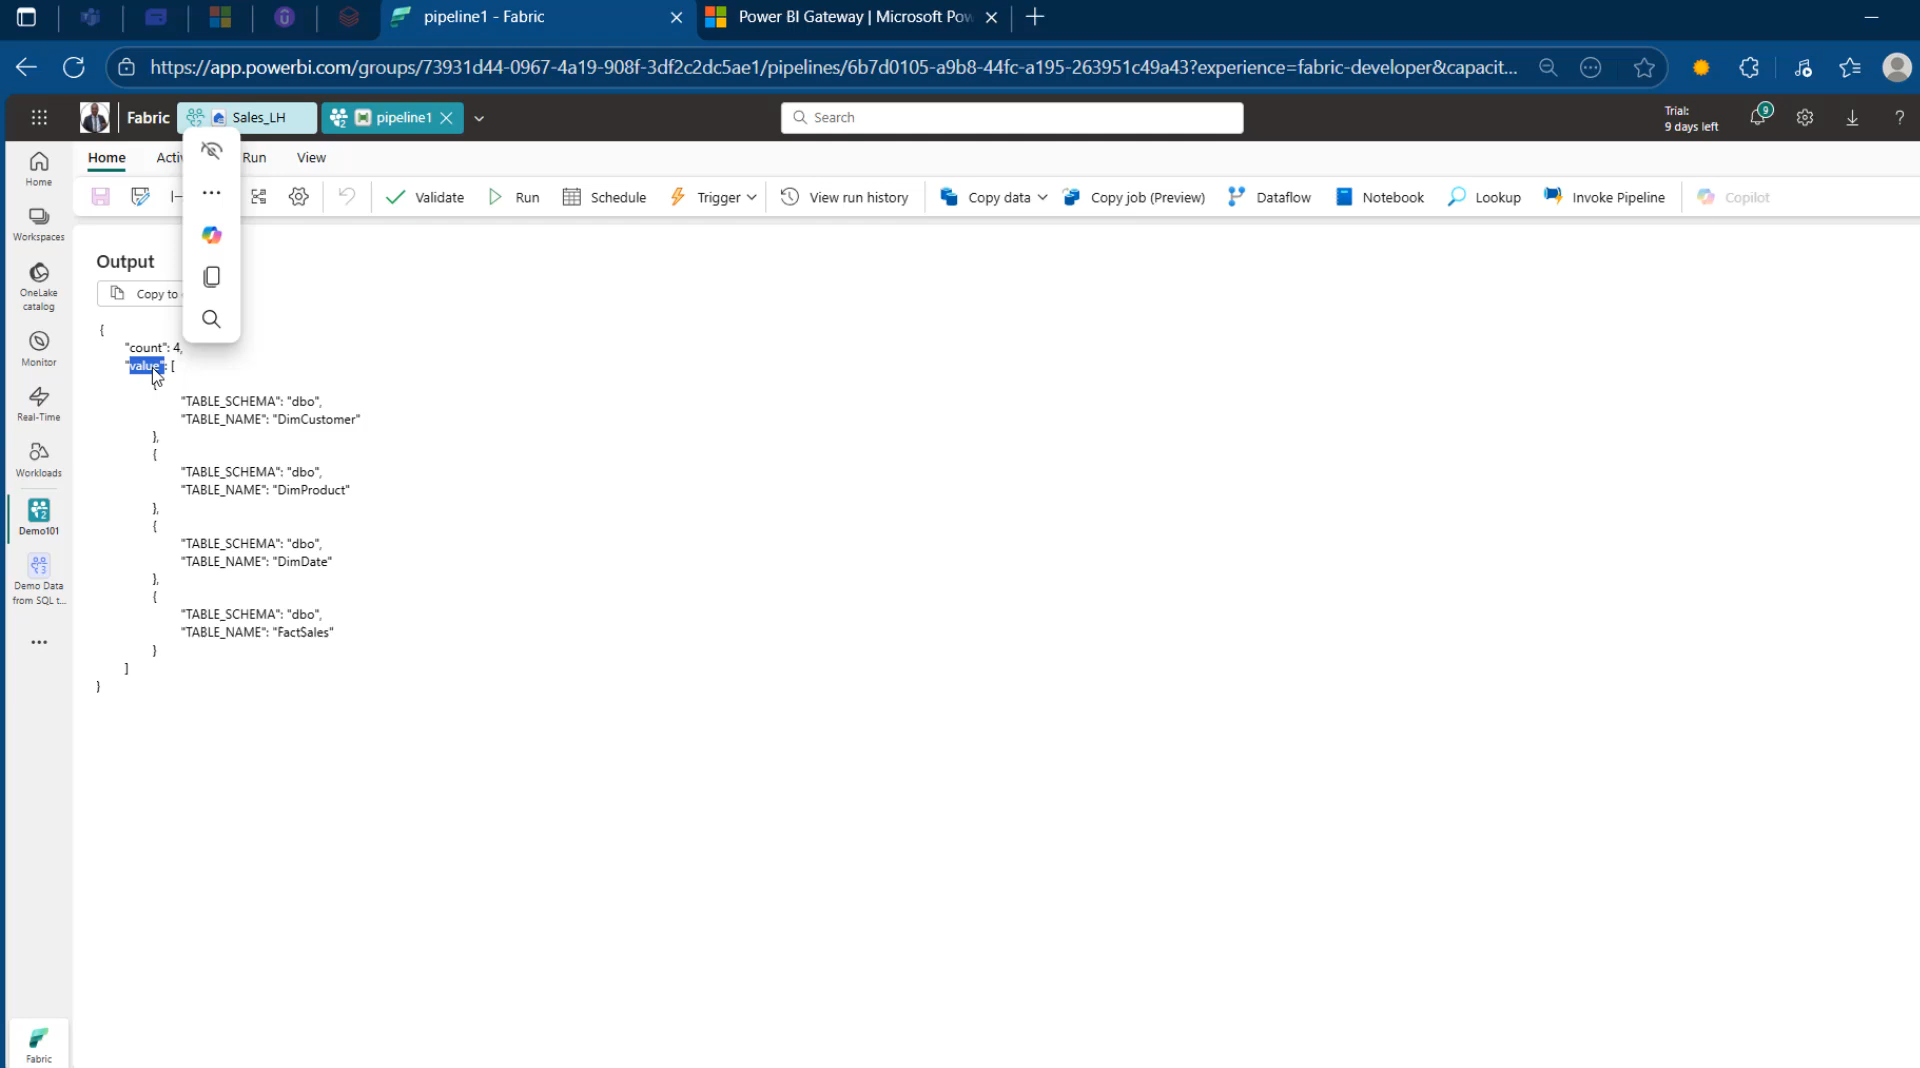 pipeline1 - Fabric
Power BI Gateway | Microsoft Pow
https://app.powerbi.com/groups/73931d44-0967-4a19-908f-3df2c2dc5ae1/pipelines/6b7d0105-a9b8-44fc-a195-263951c49a43?experience=fabric-developer&capacit...
Fabric
Sales_LH
pipeline1
Search
Trial:
9 days left
9
?
Home
Activ
Run
View
Validate
Run
Schedule
Trigger
View run history
Copy data
Copy job (Preview)
Dataflow
Notebook
Lookup
Invoke Pipeline
Copilot
Home
Workspaces
OneLake
catalog
Monitor
Real-Time
Workloads
Demo101
Demo Data
from SQL t...
Fabric
Output
Copy to
{
"count": 4,
"value": [
{
"TABLE_SCHEMA": "dbo",
"TABLE_NAME": "DimCustomer"
},
{
"TABLE_SCHEMA": "dbo",
"TABLE_NAME": "DimProduct"
},
{
"TABLE_SCHEMA": "dbo",
"TABLE_NAME": "DimDate"
},
{
"TABLE_SCHEMA": "dbo",
"TABLE_NAME": "FactSales"
}
]
}